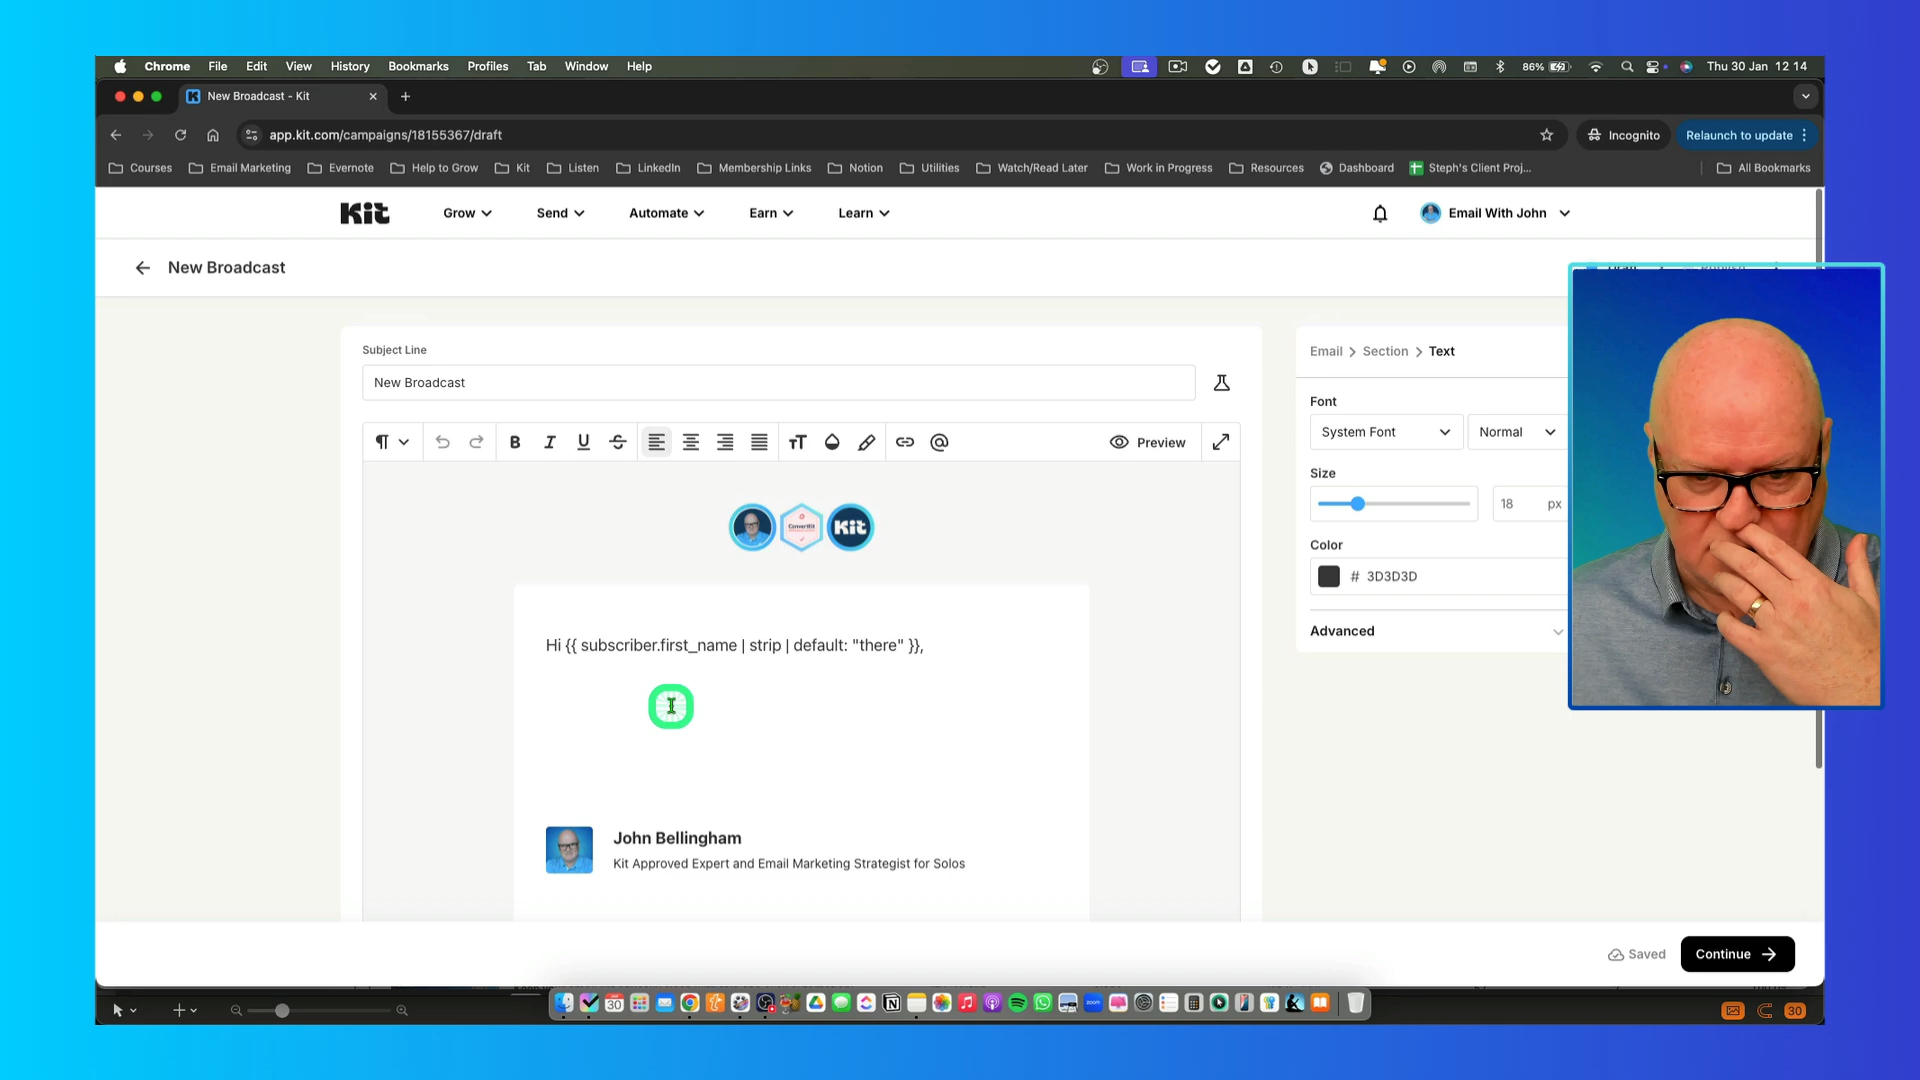 Chrome File Edit View History Bookmarks Profiles Tab Window Help 86% Thu 30 Jan 12 14
New Broadcast - Kit
app.kit.com/campaigns/18155367/draft Incognito Relaunch to update
Courses Email Marketing Evernote Help to Grow Kit Listen LinkedIn Membership Links Notion Utilities Watch/Read Later Work in Progress Resources Dashboard Steph's Client Proj... All Bookmarks
Kit Grow Send Automate Earn Learn Email With John
New Broadcast
Subject Line
New Broadcast
Email > Section > Text
Font
System Font Normal
Size
18 px
Color
# 3D3D3D
Advanced
B I U S Preview
ConvertKit Kit
Hi {{ subscriber.first_name | strip | default: "there" }},
John Bellingham
Kit Approved Expert and Email Marketing Strategist for Solos
Saved Continue
30 zoom
30